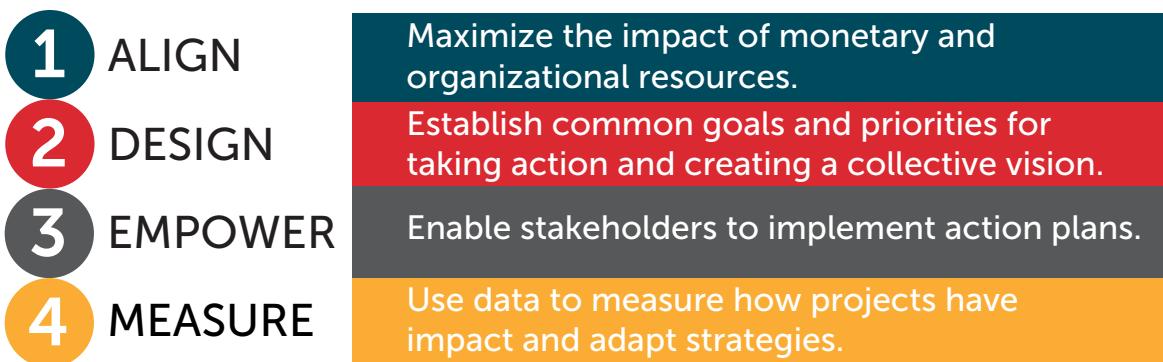 1 ALIGN
Maximize the impact of monetary and
organizational resources.
2 DESIGN
Establish common goals and priorities for
taking action and creating a collective vision.
3 EMPOWER
Enable stakeholders to implement action plans.
4 MEASURE
Use data to measure how projects have
impact and adapt strategies.